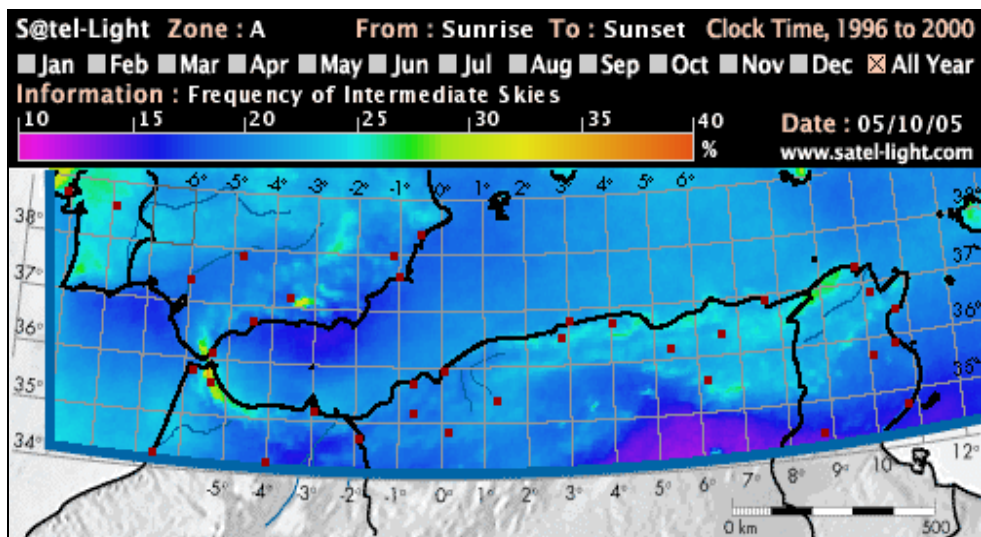 S@tel-Light Zone : A From : Sunrise To : Sunset Clock Time, 1996 to 2000
Jan Feb Mar Apr May Jun Jul Aug Sep Oct Nov Dec All Year
Information : Frequency of Intermediate Skies
10 15 20 25 30 35 40
% Date : 05/10/05
www.satel-light.com
-6° -5° -4° -3° -2° -1° 0° 1° 2° 3° 4° 5° 6°
38° 38°
37° 37°
36° 36°
35° 35°
34°
-5° -4° -3° -2° -1° 0° 1° 2° 3° 4° 5° 6° 7° 8° 9° 10° 12°
0 km 500